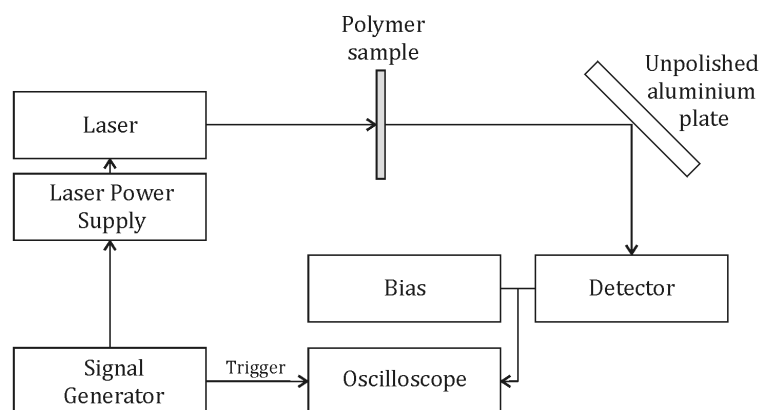 Polymer
sample
Unpolished
aluminium
plate
Laser
Laser Power
Supply
Bias
Detector
Signal
Generator
Trigger
Oscilloscope